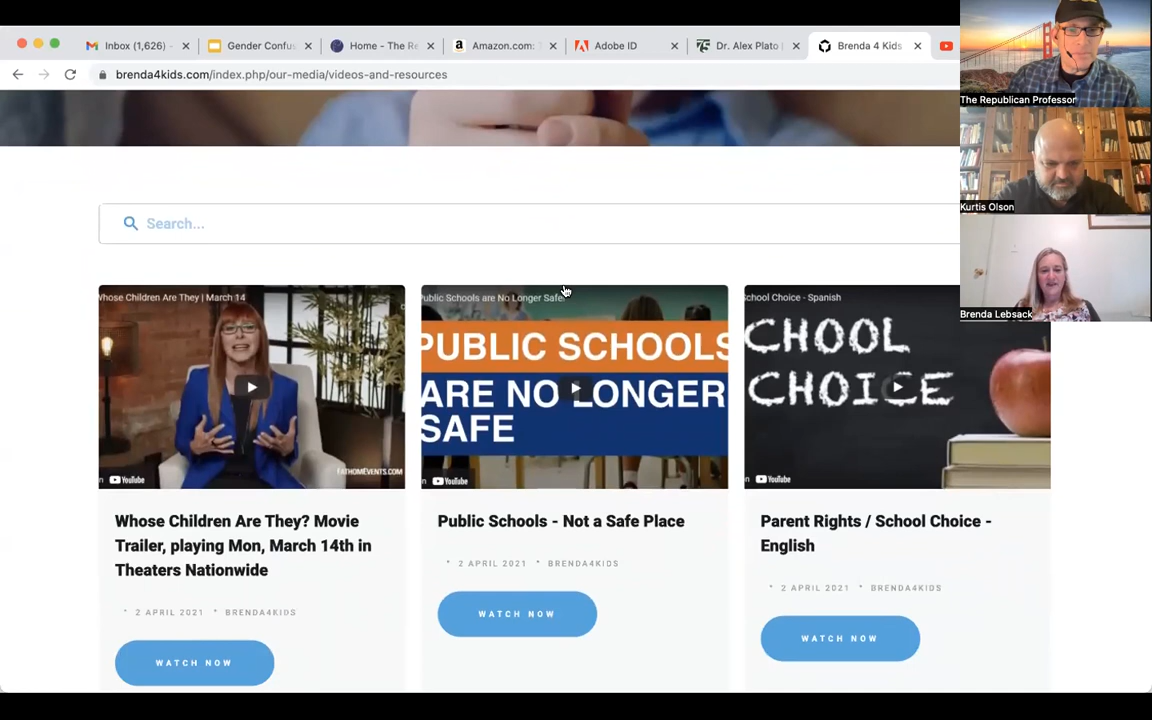 Inbox (1,626) -
Gender Confus
Home - The Re
Amazon.com:
Adobe ID
Dr. Alex Plato |
Brenda 4 Kids
brenda4kids.com/index.php/our-media/videos-and-resources
The Republican Professor
Kurtis Olson
Brenda Lebsack
Search...
Whose Children Are They | March 14
FATHOMEVENTS.COM
YouTube
Public Schools are No Longer Safe
PUBLIC SCHOOLS
ARE NO LONGER
SAFE
YouTube
School Choice - Spanish
CHOOL
CHOICE
YouTube
Whose Children Are They? Movie
Trailer, playing Mon, March 14th in
Theaters Nationwide
2 APRIL 2021 BRENDA4KIDS
WATCH NOW
Public Schools - Not a Safe Place
2 APRIL 2021 BRENDA4KIDS
WATCH NOW
Parent Rights / School Choice -
English
2 APRIL 2021 BRENDA4KIDS
WATCH NOW